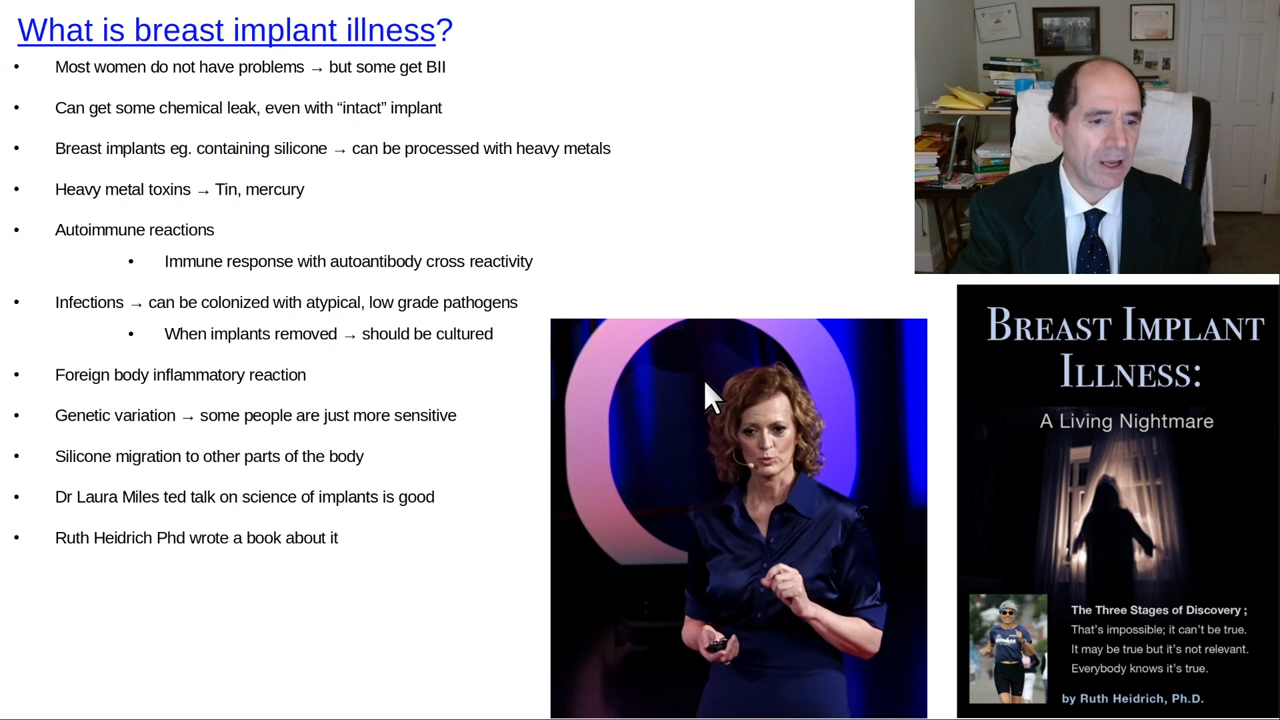 What is breast implant illness?
• Most women do not have problems → but some get BII
• Can get some chemical leak, even with “intact” implant
• Breast implants eg. containing silicone → can be processed with heavy metals
• Heavy metal toxins → Tin, mercury
• Autoimmune reactions
• Immune response with autoantibody cross reactivity
• Infections → can be colonized with atypical, low grade pathogens
• When implants removed → should be cultured
• Foreign body inflammatory reaction
• Genetic variation → some people are just more sensitive
• Silicone migration to other parts of the body
• Dr Laura Miles ted talk on science of implants is good
• Ruth Heidrich Phd wrote a book about it
BREAST IMPLANT
ILLNESS:
A Living Nightmare
The Three Stages of Discovery ;
That's impossible; it can't be true.
It may be true but it's not relevant.
Everybody knows it's true.
by Ruth Heidrich, Ph.D.